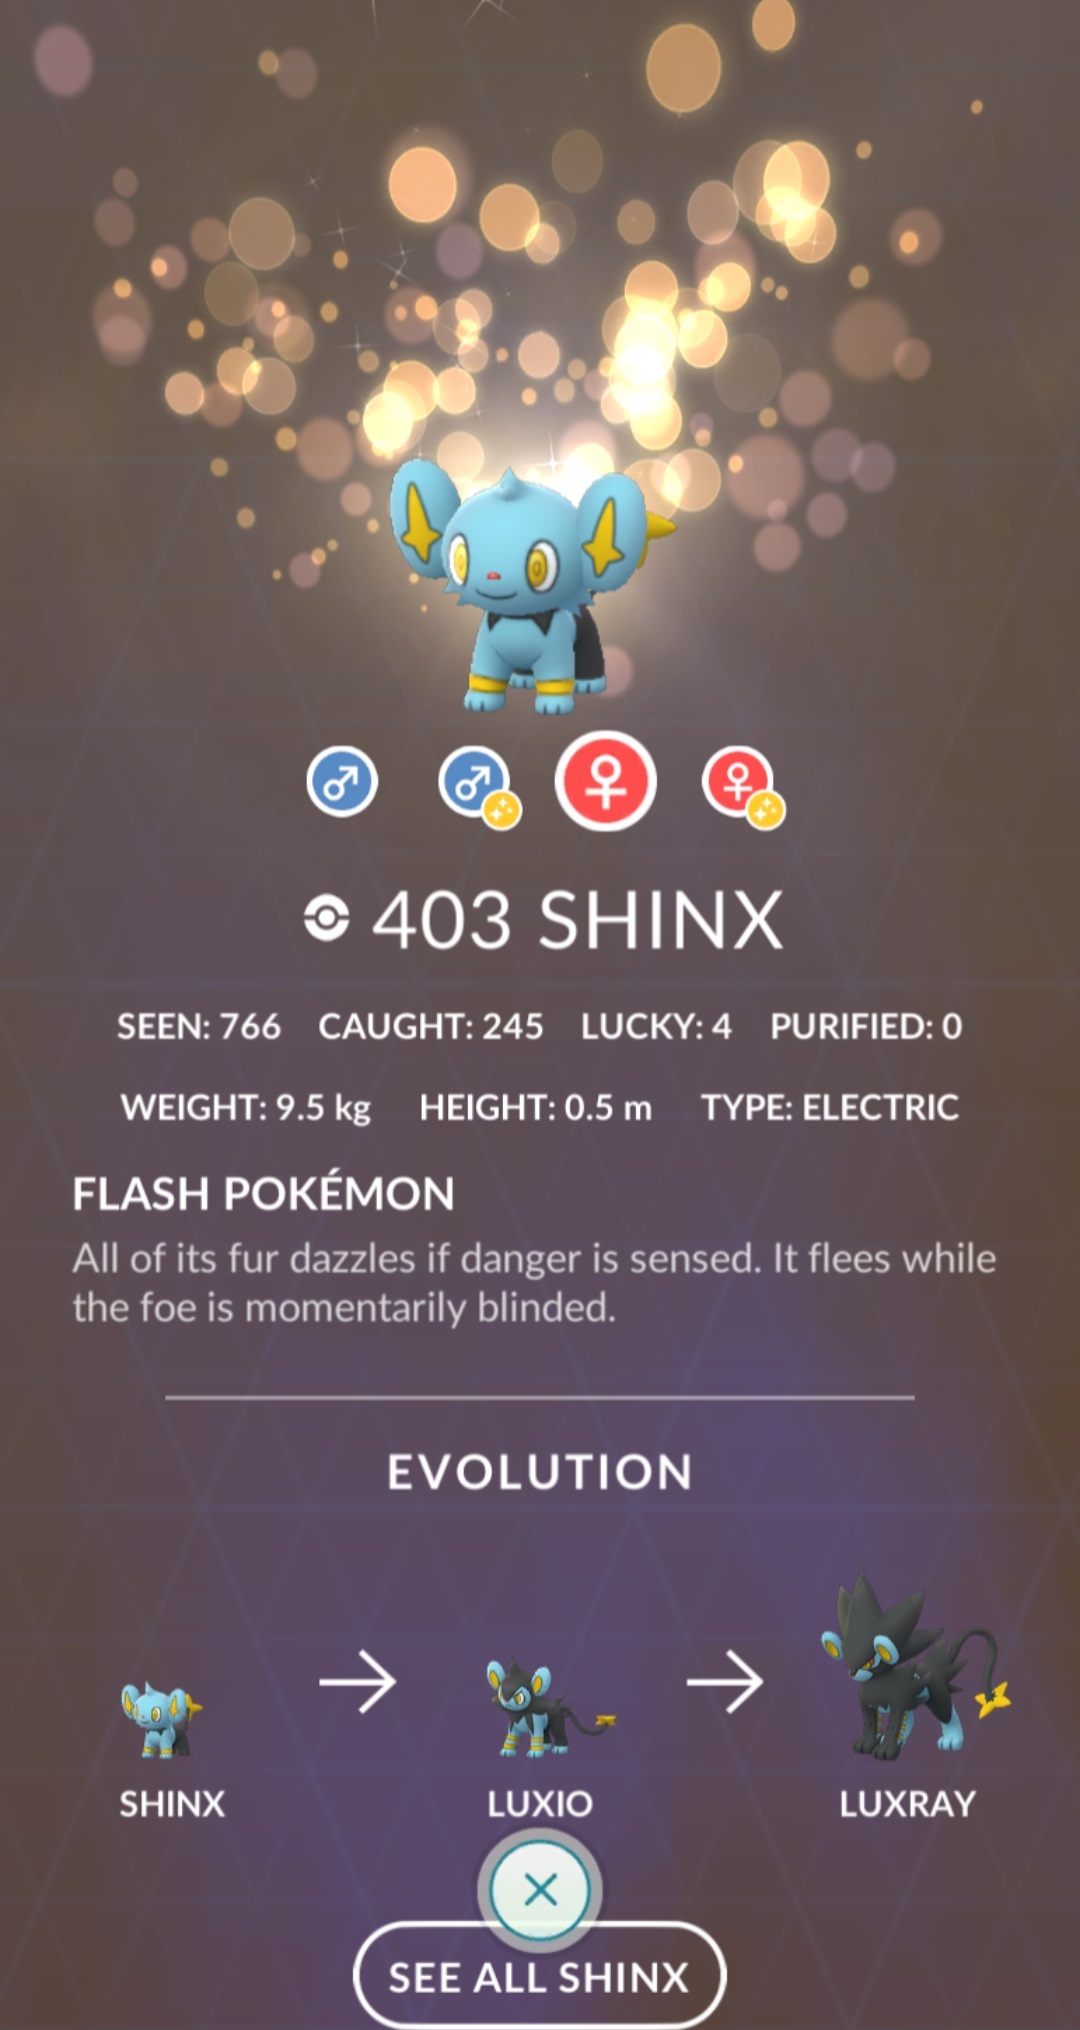 403 SHINX
SEEN: 766 CAUGHT: 245 LUCKY: 4 PURIFIED: 0
WEIGHT: 9.5 kg HEIGHT: 0.5 m TYPE: ELECTRIC
FLASH POKÉMON
All of its fur dazzles if danger is sensed. It flees while
the foe is momentarily blinded.
EVOLUTION
SHINX LUXIO LUXRAY
SEE ALL SHINX